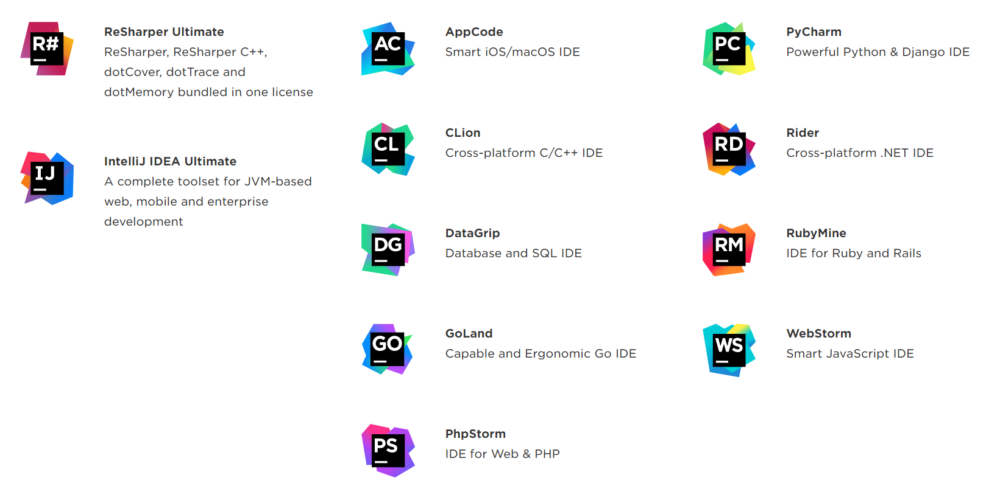 R#
ReSharper Ultimate
ReSharper, ReSharper C++,
dotCover, dotTrace and
dotMemory bundled in one license
IJ
IntelliJ IDEA Ultimate
A complete toolset for JVM-based
web, mobile and enterprise
development
AC
AppCode
Smart iOS/macOS IDE
CL
CLion
Cross-platform C/C++ IDE
DG
DataGrip
Database and SQL IDE
GO
GoLand
Capable and Ergonomic Go IDE
PS
PhpStorm
IDE for Web & PHP
PC
PyCharm
Powerful Python & Django IDE
RD
Rider
Cross-platform .NET IDE
RM
RubyMine
IDE for Ruby and Rails
WS
WebStorm
Smart JavaScript IDE